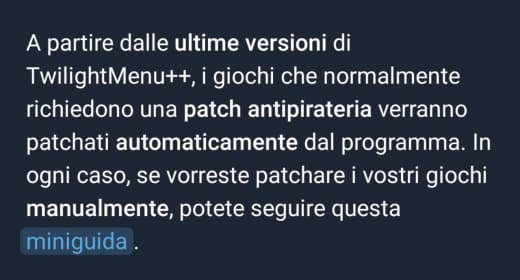 A partire dalle ultime versioni di
TwilightMenu++, i giochi che normalmente
richiedono una patch antipirateria verranno
patchati automaticamente dal programma. In
ogni caso, se vorreste patchare i vostri giochi
manualmente, potete seguire questa
miniguida.